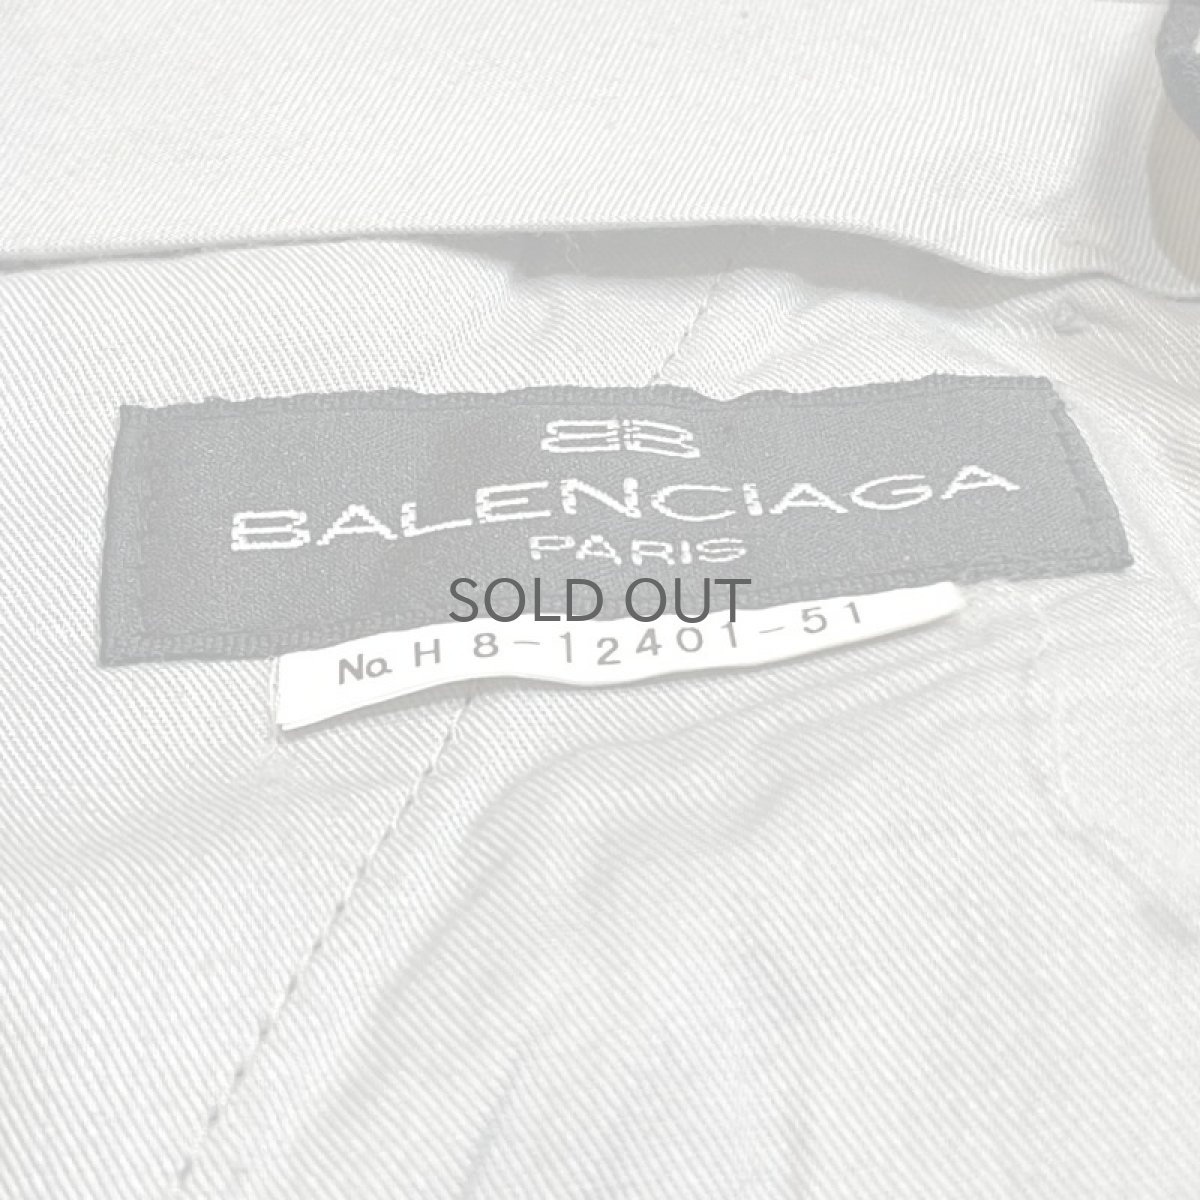 BB
BALENCIAGA
PARIS
SOLD OUT
No. H 8-12401-51